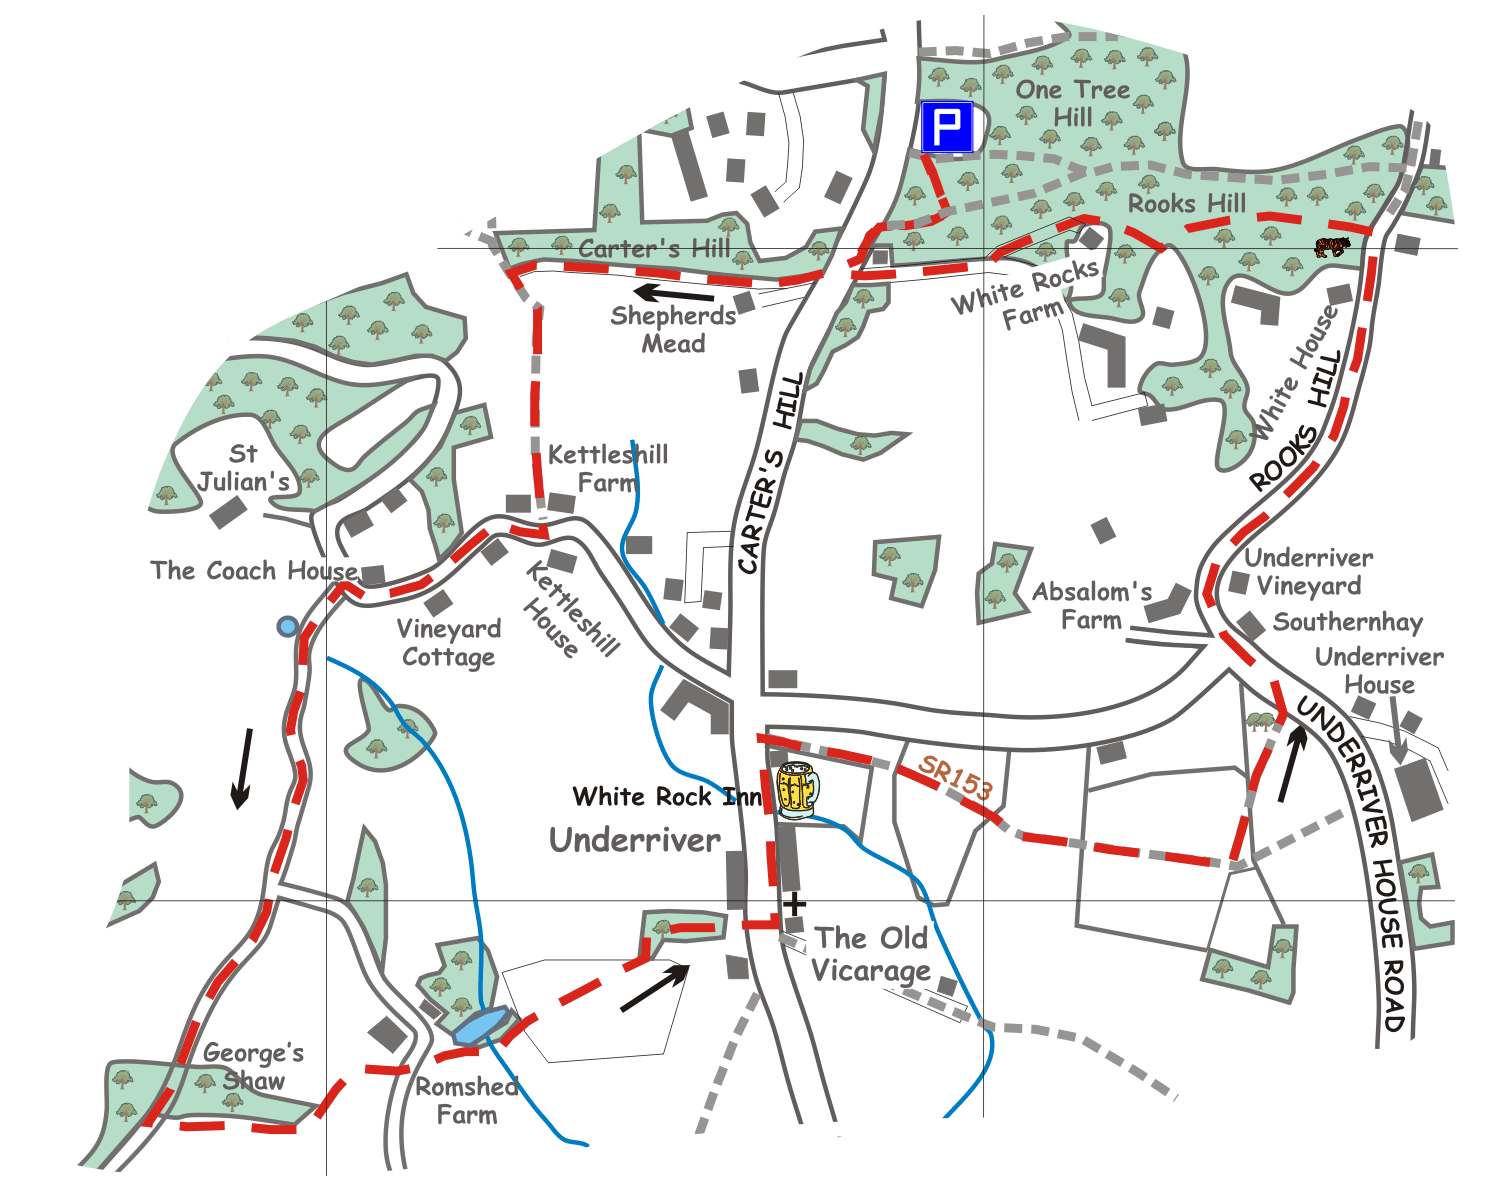 P
One Tree
Hill
Rooks Hill
Carter's Hill
White Rocks
Farm
Shepherds
Mead
White House
ROOKS HILL
CARTER'S HILL
St
Julian's
Kettleshill
Farm
The Coach House
Kettleshill
House
Vineyard
Cottage
Underriver
Vineyard
Absalom's
Farm
Southernhay
Underriver
House
UNDERRIVER HOUSE ROAD
SR153
White Rock Inn
Underriver
The Old
Vicarage
George's
Shaw
Romshed
Farm